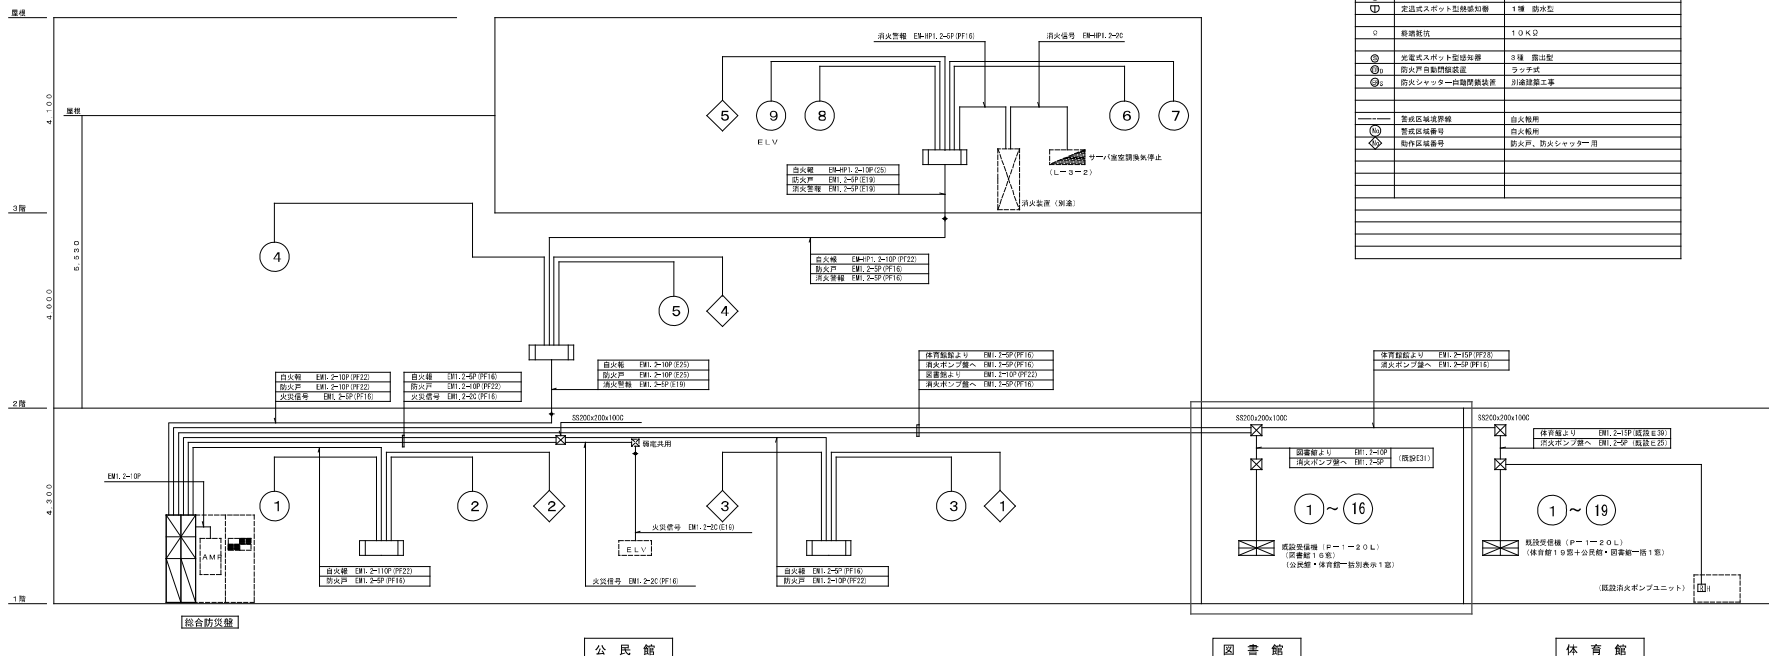 屋根
定温式スポット型熱感知器 1種 防水型
Ω 終端抵抗 10KΩ
光電式スポット型感知器 3種 露出型
防火戸自動閉鎖装置 ラッチ式
防火シャッター自動閉鎖装置 別途建築工事
警戒区域境界線 自火報用
No 警戒区域番号 自火報用
No 動作区域番号 防火戸、防火シャッター用
消火警報 EM-HP1.2-5P(PF16)
消火信号 EM-HP1.2-2C
4,100
屋根
5
9
8
6
7
ELV
サーバ室空調換気停止
(L-3-2)
自火報 EM-HP1.2-10P(25)
防火戸 EM1.2-5P(E19)
消火警報 EM1.2-5P(E19)
消火装置(別途)
3階
5,530
4
自火報 EM-HP1.2-10P(PF22)
防火戸 EM1.2-5P(PF16)
消火警報 EM1.2-5P(PF16)
4,000
5
4
自火報 EM1.2-10P(E25)
防火戸 EM1.2-10P(E25)
消火警報 EM1.2-5P(E19)
体育館館より EM1.2-5P(PF16)
消火ポンプ盤へ EM1.2-5P(PF16)
図書館より EM1.2-10P(PF22)
消火ポンプ盤へ EM1.2-5P(PF16)
体育館館より EM1.2-15P(PF28)
消火ポンプ盤へ EM1.2-5P(PF16)
自火報 EM1.2-10P(PF22)
防火戸 EM1.2-10P(PF22)
火災信号 EM1.2-5P(PF16)
自火報 EM1.2-5P(PF16)
防火戸 EM1.2-10P(PF22)
火災信号 EM1.2-2C(PF16)
2階
SS200x200x100C
SS200x200x100C
SS200x200x100C
弱電共用
体育館より EM1.2-15P(既設E39)
消火ポンプ盤へ EM1.2-5P(既設E25)
図書館より EM1.2-10P
消火ポンプ盤へ EM1.2-5P
(既設E31)
EM1.2-10P
4,300
1
2
2
3
3
1
1 ~ 16
1 ~ 19
火災信号 EM1.2-2C(E19)
AMP
ELV
既設受信機(P-1-20L)
(図書館16窓)
(公民館・体育館一括別表示1窓)
既設受信機(P-1-20L)
(体育館19窓+公民館・図書館一括1窓)
自火報 EM1.2-110P(PF22)
防火戸 EM1.2-5P(PF16)
火災信号 EM1.2-2C(PF16)
自火報 EM1.2-5P(PF16)
防火戸 EM1.2-10P(PF22)
(既設消火ポンプユニット)
1階
総合防災盤
公民館
図書館
体育館